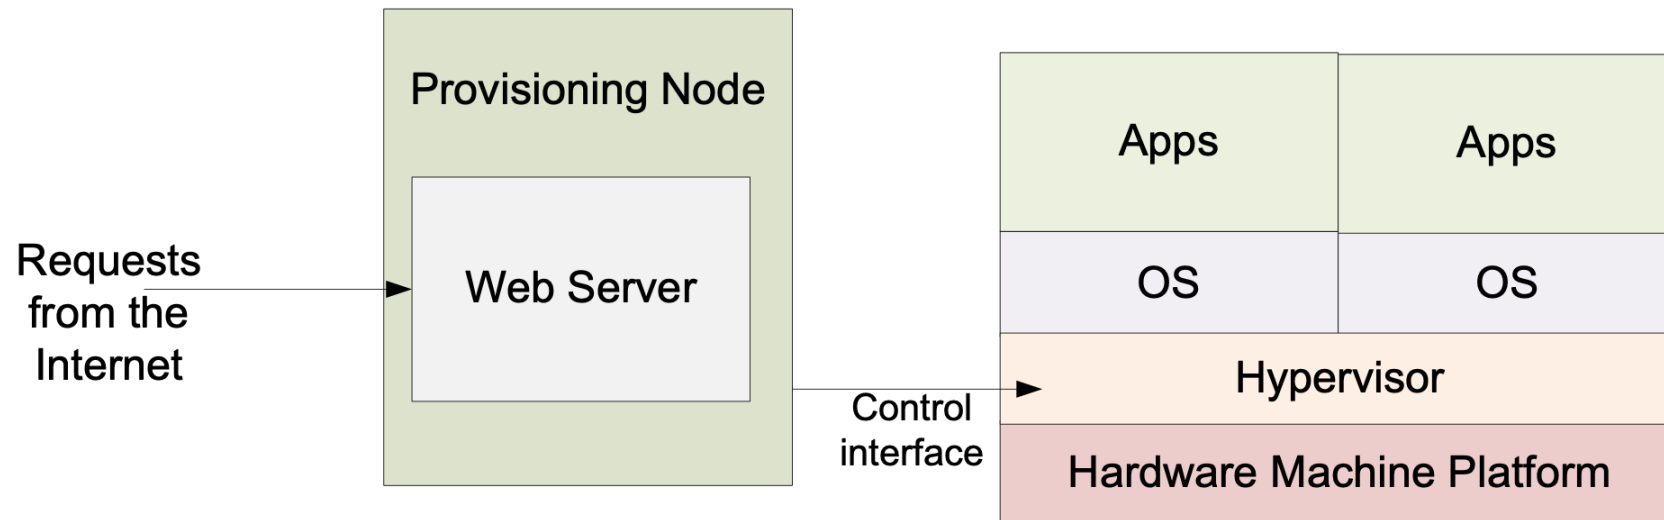 Provisioning Node
Requests
from the
Internet
Web Server
Control
interface
Apps
Apps
OS
OS
Hypervisor
Hardware Machine Platform